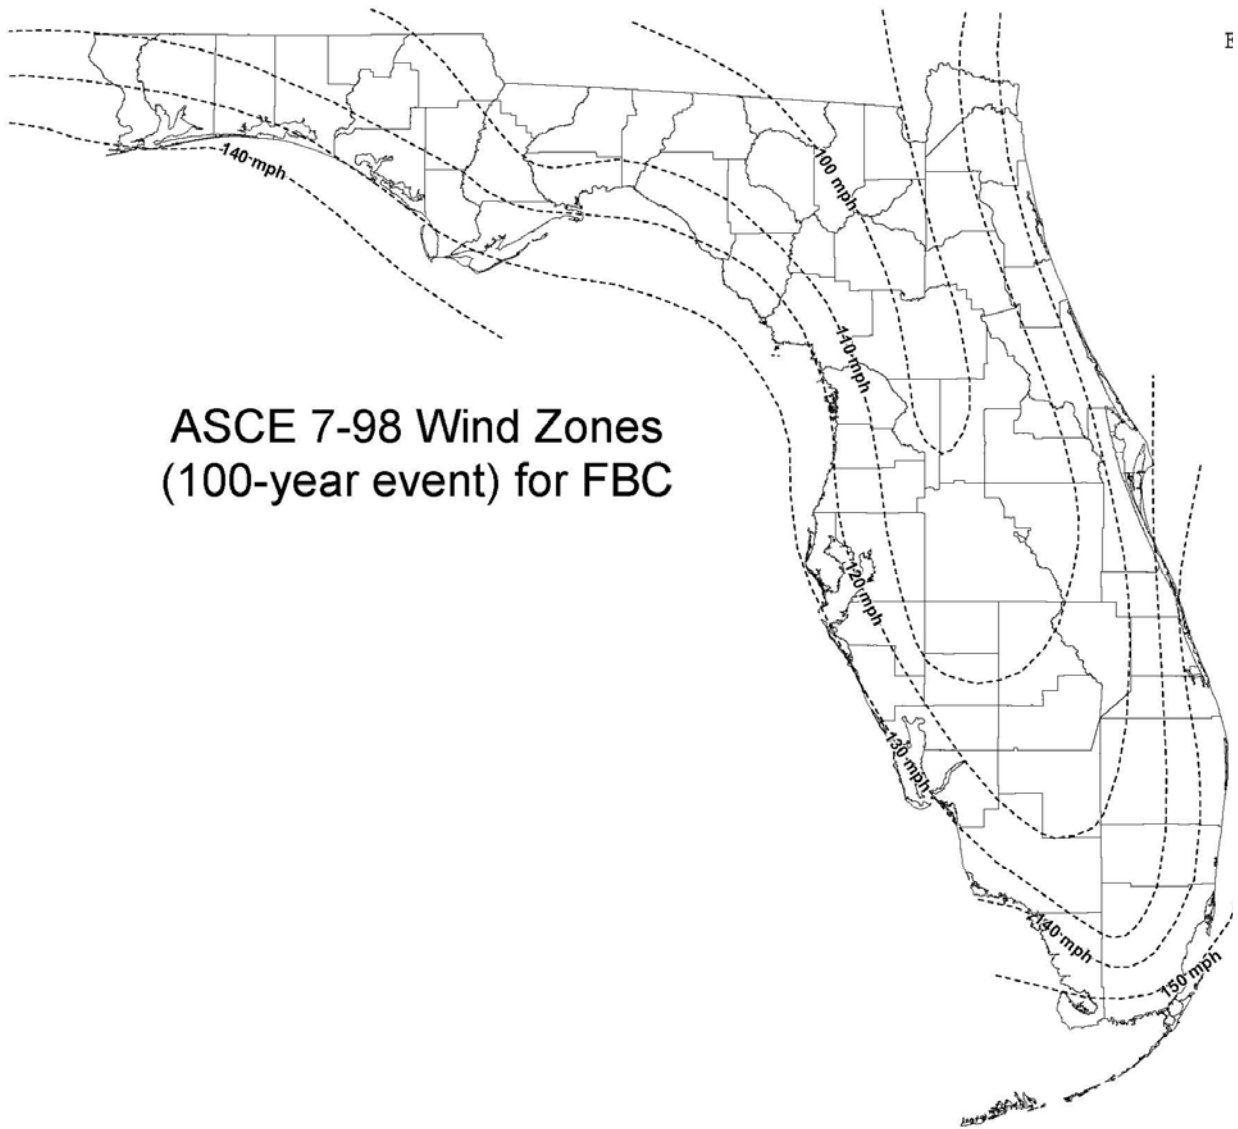 E
140 mph
100 mph
110 mph
ASCE 7-98 Wind Zones
(100-year event) for FBC
120 mph
130 mph
140 mph
150 mph